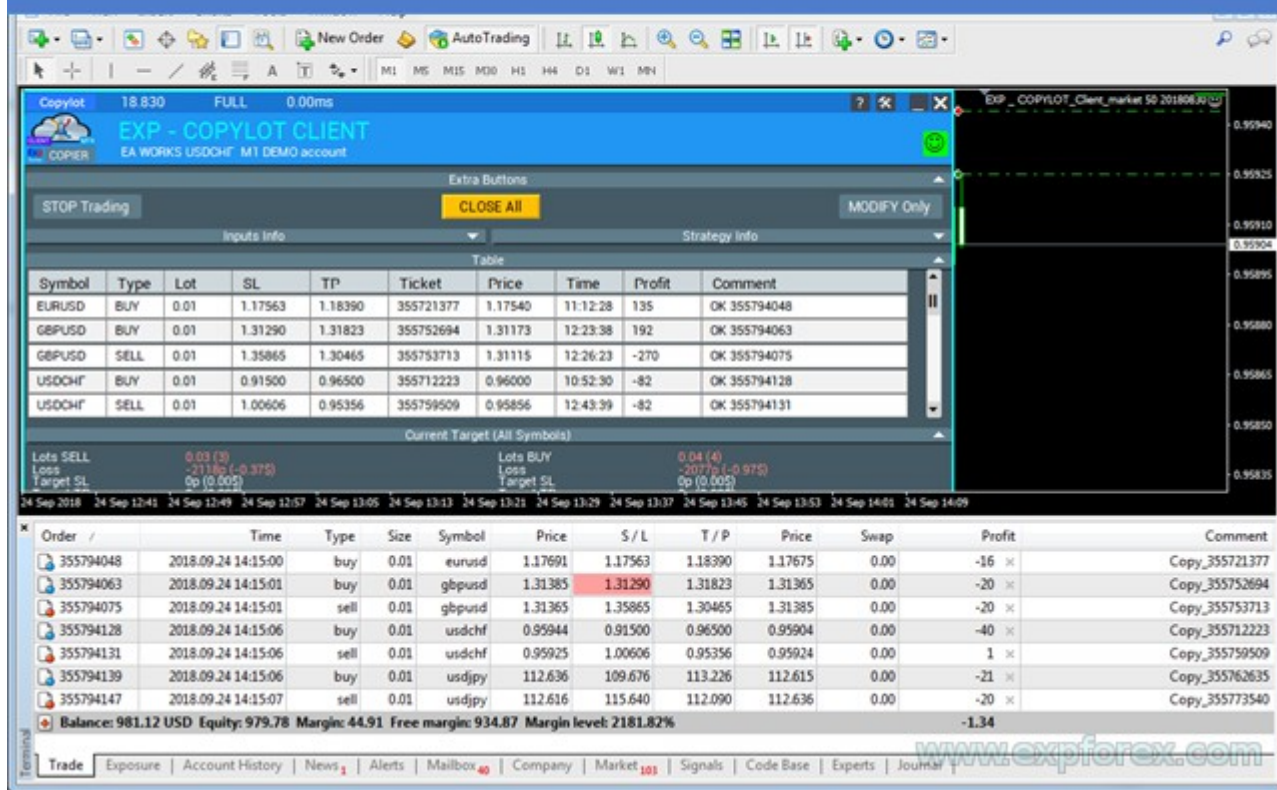 New Order AutoTrading
A T M1 M5 M15 M30 H1 H4 D1 W1 MN
Copylot 18.830 FULL 0.00ms ? X
EXP - COPYLOT CLIENT
EA WORKS USDCHF M1 DEMO account
COPIER
EXP _ COPYLOT_Client_market 50 20180830
Extra Buttons
STOP Trading CLOSE All MODIFY Only
Inputs Info Strategy Info
Table
Symbol Type Lot SL TP Ticket Price Time Profit Comment
EURUSD BUY 0.01 1.17563 1.18390 355721377 1.17540 11:12:28 135 OK 355794048
GBPUSD BUY 0.01 1.31290 1.31823 355752694 1.31173 12:23:38 192 OK 355794063
GBPUSD SELL 0.01 1.35865 1.30465 355753713 1.31115 12:26:23 -270 OK 355794075
USDCHF BUY 0.01 0.91500 0.96500 355712223 0.96000 10:52:30 -82 OK 355794128
USDCHF SELL 0.01 1.00606 0.95356 355759509 0.95856 12:43:39 -82 OK 355794131
Current Target (All Symbols)
Lots SELL 0.03 (3) Lots BUY 0.04 (4)
Loss -2118p (-0.37$) Loss -2077p (-0.97$)
Target SL 0p (0.00$) Target SL 0p (0.00$)
0.95940
0.95925
0.95910
0.95904
0.95895
0.95880
0.95865
0.95850
0.95835
24 Sep 2018 24 Sep 12:41 24 Sep 12:49 24 Sep 12:57 24 Sep 13:05 24 Sep 13:13 24 Sep 13:21 24 Sep 13:29 24 Sep 13:37 24 Sep 13:45 24 Sep 13:53 24 Sep 14:01 24 Sep 14:09
Order / Time Type Size Symbol Price S / L T / P Price Swap Profit Comment
355794048 2018.09.24 14:15:00 buy 0.01 eurusd 1.17691 1.17563 1.18390 1.17675 0.00 -16 Copy_355721377
355794063 2018.09.24 14:15:01 buy 0.01 gbpusd 1.31385 1.31290 1.31823 1.31365 0.00 -20 Copy_355752694
355794075 2018.09.24 14:15:01 sell 0.01 gbpusd 1.31365 1.35865 1.30465 1.31385 0.00 -20 Copy_355753713
355794128 2018.09.24 14:15:06 buy 0.01 usdchf 0.95944 0.91500 0.96500 0.95904 0.00 -40 Copy_355712223
355794131 2018.09.24 14:15:06 sell 0.01 usdchf 0.95925 1.00606 0.95356 0.95924 0.00 1 Copy_355759509
355794139 2018.09.24 14:15:06 buy 0.01 usdjpy 112.636 109.676 113.226 112.615 0.00 -21 Copy_355762635
355794147 2018.09.24 14:15:07 sell 0.01 usdjpy 112.616 115.640 112.090 112.636 0.00 -20 Copy_355773540
Balance: 981.12 USD Equity: 979.78 Margin: 44.91 Free margin: 934.87 Margin level: 2181.82% -1.34
Terminal
Trade Exposure Account History News 1 Alerts Mailbox 40 Company Market 103 Signals Code Base Experts Journal
www.expforex.com